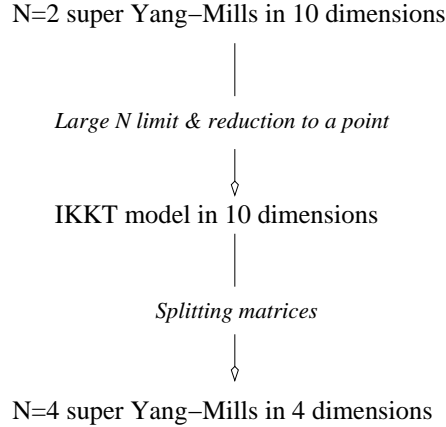 N=2 super Yang−Mills in 10 dimensions
Large N limit & reduction to a point
IKKT model in 10 dimensions
Splitting matrices
N=4 super Yang−Mills in 4 dimensions